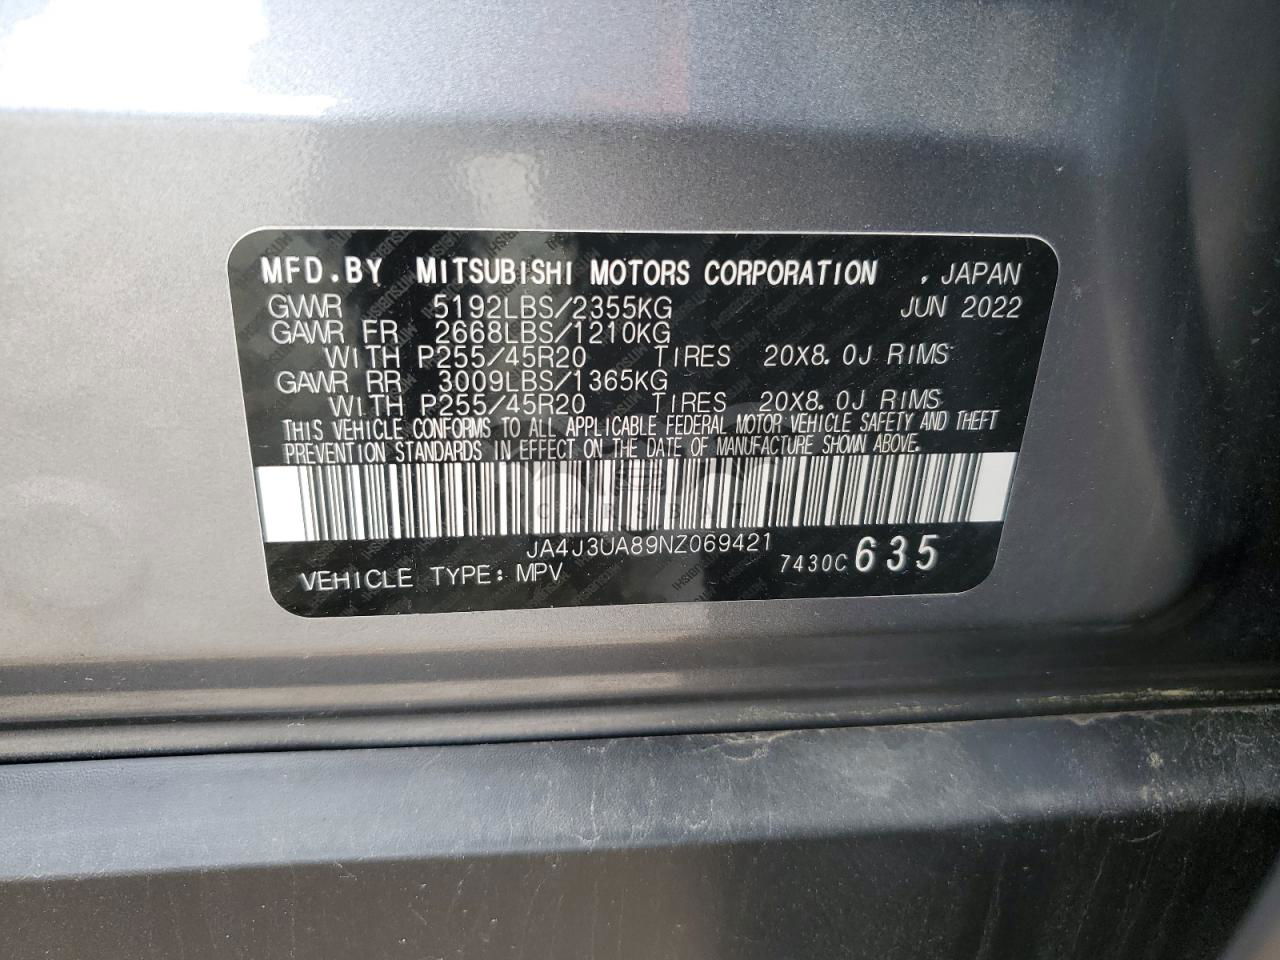 MFD.BY MITSUBISHI MOTORS CORPORATION , JAPAN
GWWR 5192LBS/2355KG JUN 2022
GAWR FR 2668LBS/1210KG
WITH P255/45R20 TIRES 20X8.0J RIMS
GAWR RR 3009LBS/1365KG
WITH P255/45R20 TIRES 20X8.0J RIMS
THIS VEHICLE CONFORMS TO ALL APPLICABLE FEDERAL MOTOR VEHICLE SAFETY AND THEFT
PREVENTION STANDARDS IN EFFECT ON THE DATE OF MANUFACTURE SHOWN ABOVE.
JA4J3UA89NZ069421
7430C 635
VEHICLE TYPE: MPV